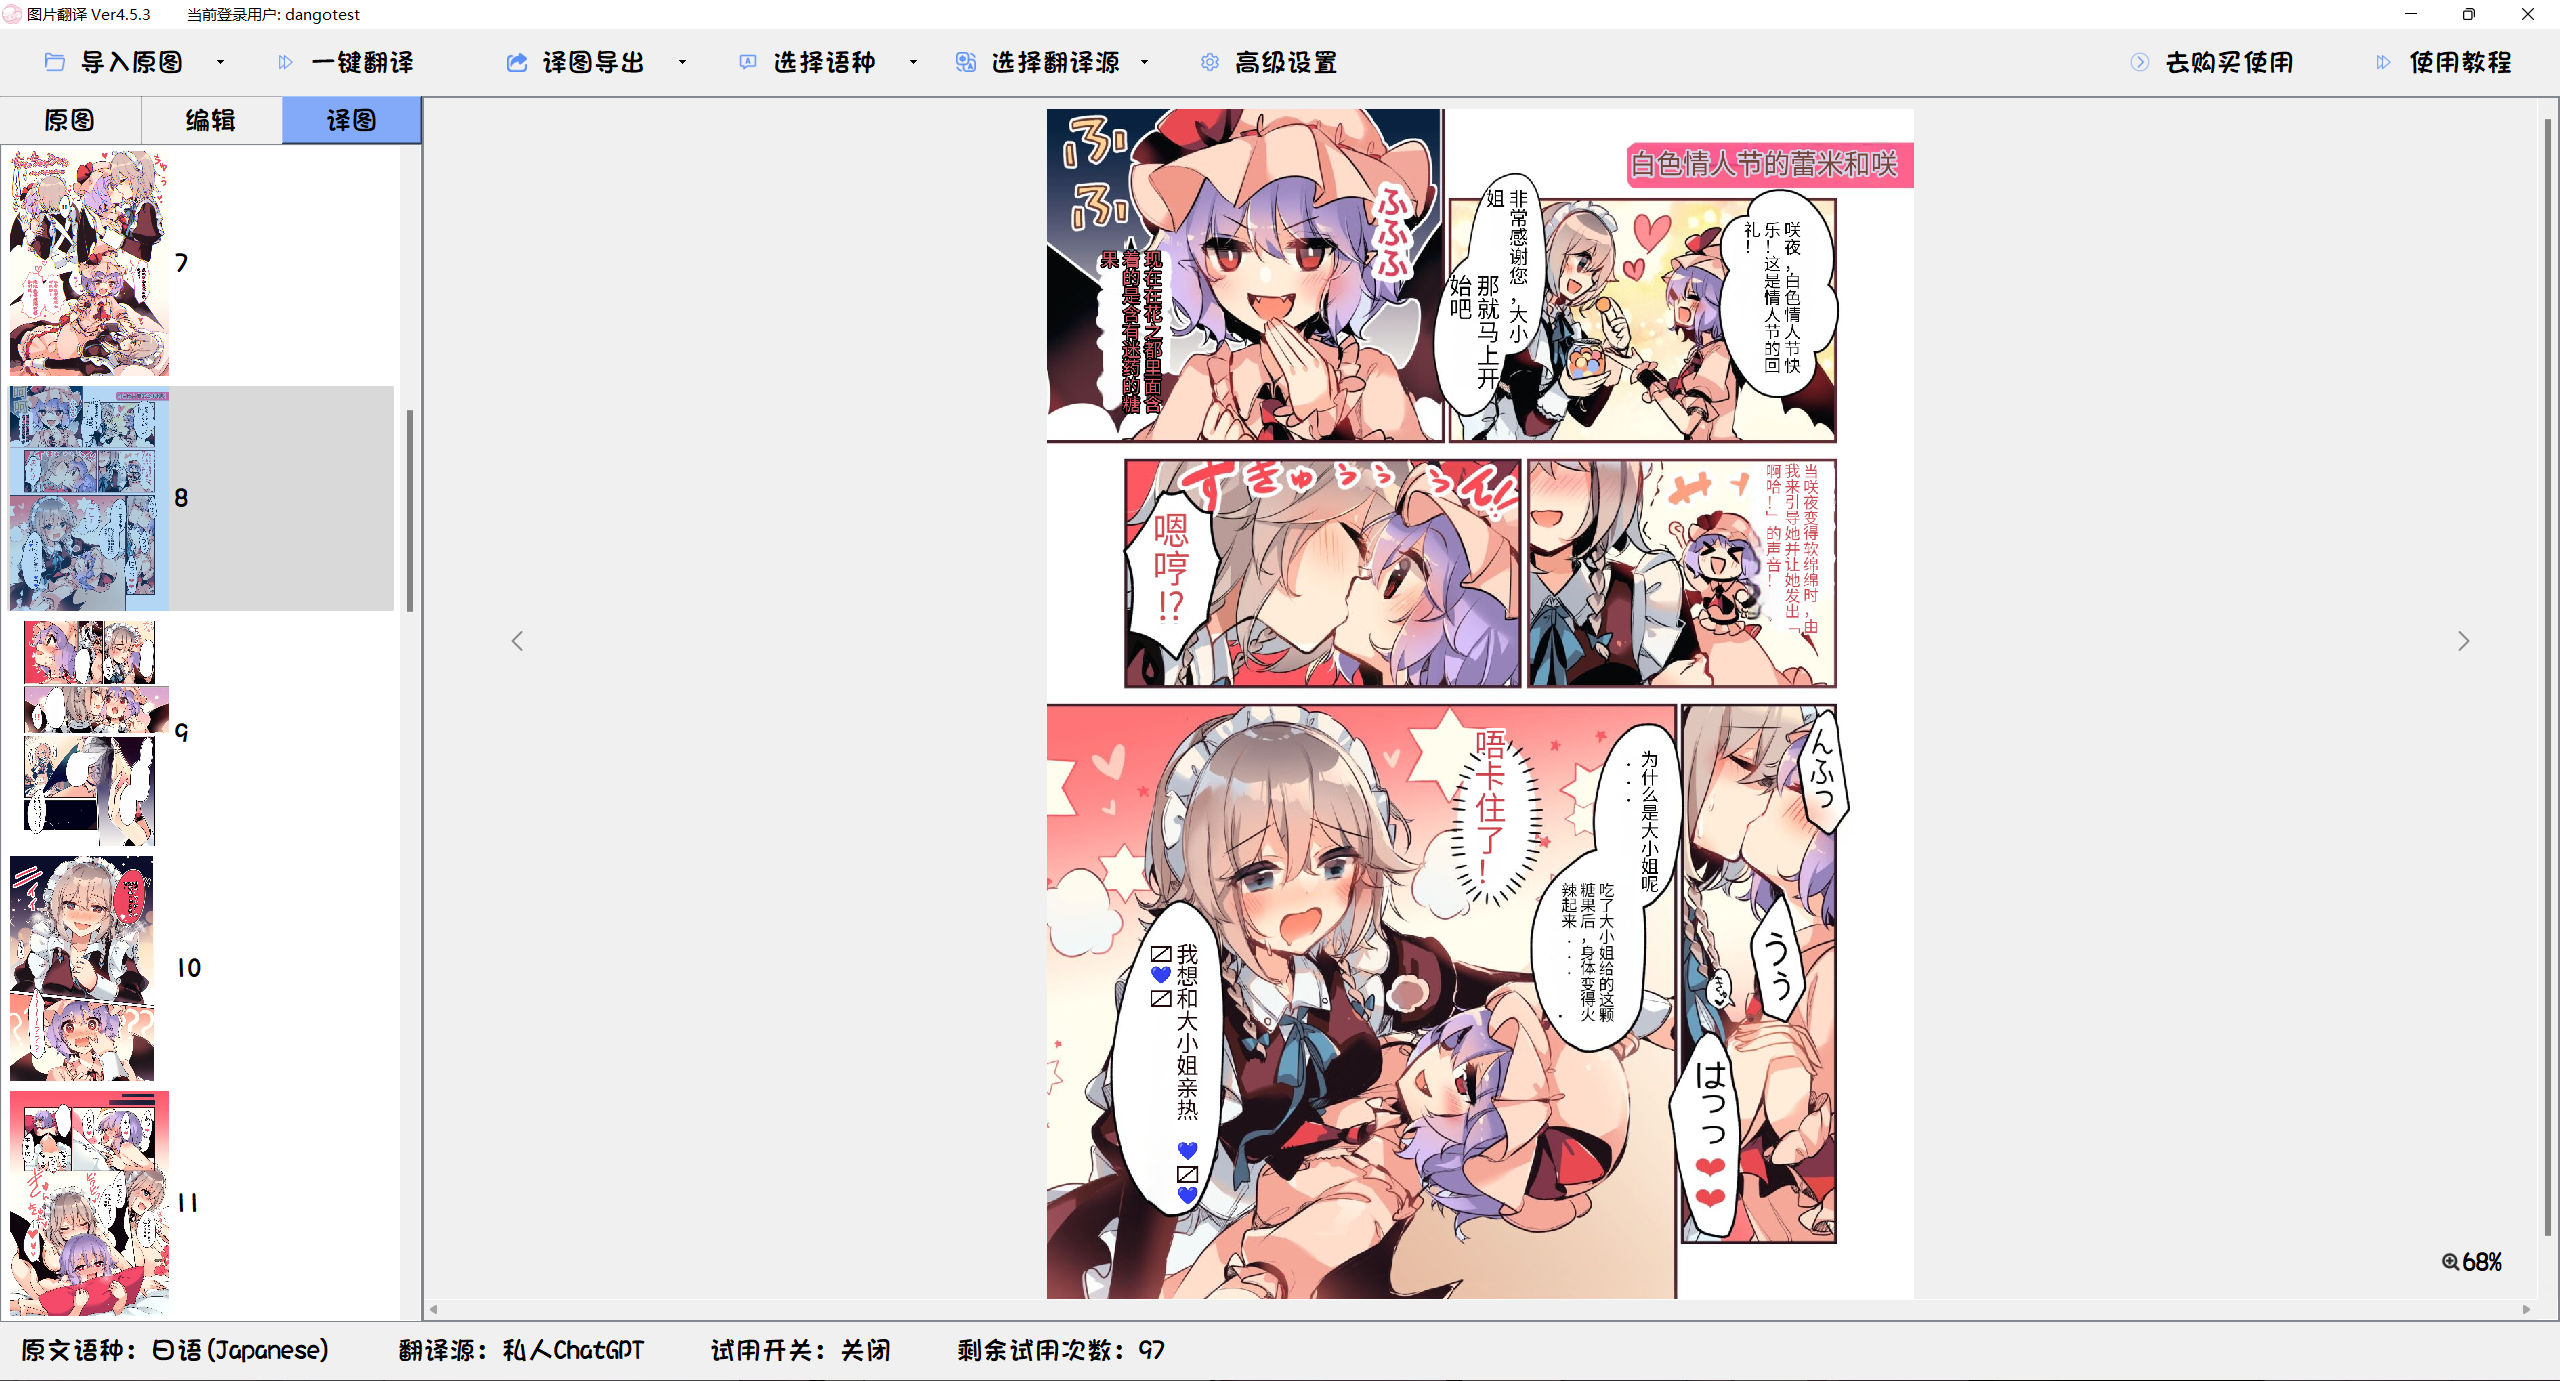 图片翻译 Ver4.5.3
当前登录用户: dangotest
导入原图
一键翻译
译图导出
选择语种
选择翻译源
高级设置
去购买使用
使用教程
原图
编辑
译图
7
8
9
10
11
白色情人节的蕾米和咲
咲夜，白色情人节快
乐！这是情人节的回
礼！
非常感谢您，大小
姐
那就马上开
始吧
ふふふ
ふふ
现在在花之都里面含
着的是含有迷药的糖
果
当咲夜变得软绵绵时，由
我来引导她并让她发出「
啊哈！」的声音！
すきゅぅぅぅん!!
嗯哼!?
んふっ
うぅ
はっっ❤❤
为什么是大小姐呢
...
吃了大小姐给的这颗
糖果后，身体变得火
辣起来....
唔卡住了！
我想和大小姐亲热
68%
原文语种：日语(Japanese)
翻译源：私人ChatGPT
试用开关：关闭
剩余试用次数：97